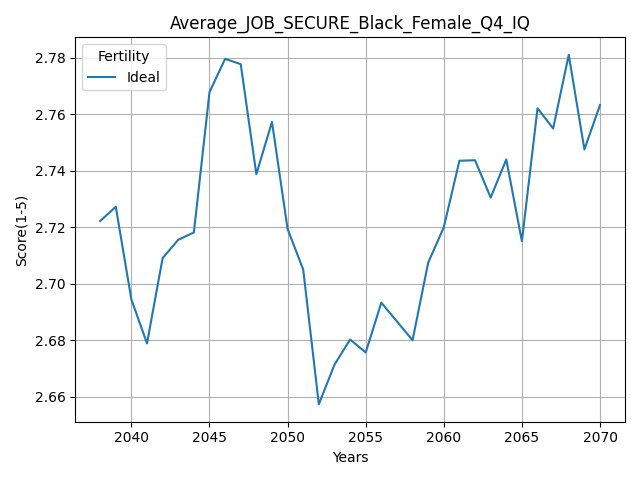 Average_JOB_SECURE_Black_Female_Q4_IQ
Fertility
Ideal
2.78
2.76
2.74
2.72
2.70
2.68
2.66
Score(1-5)
2040 2045 2050 2055 2060 2065 2070
Years